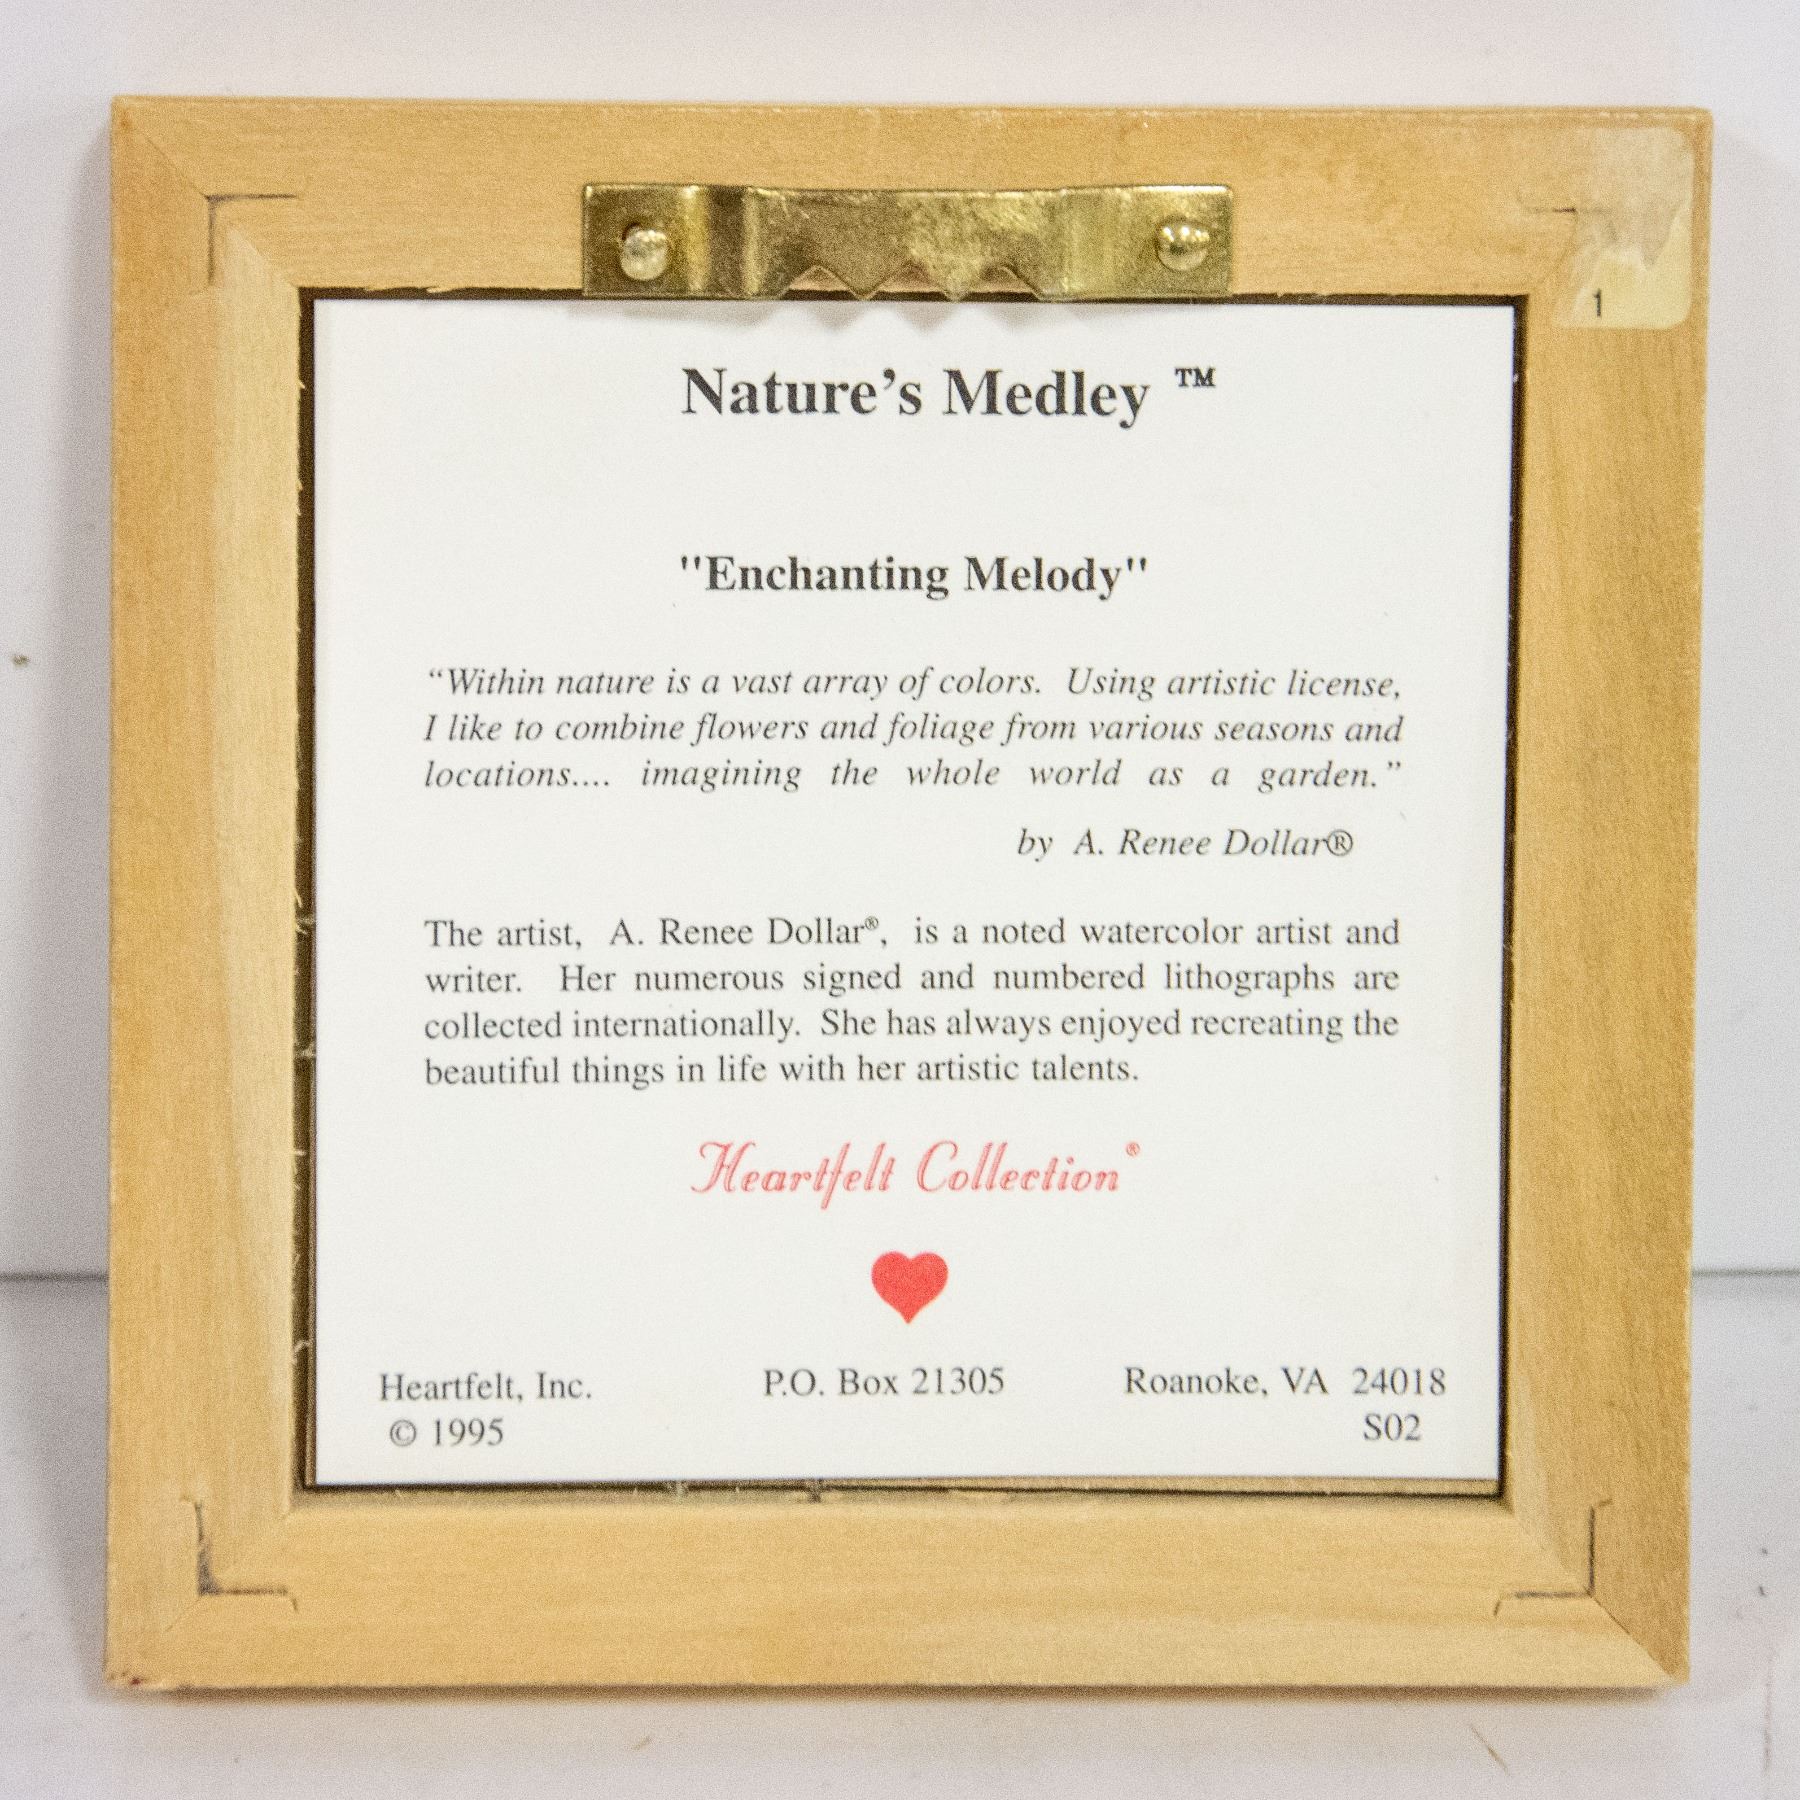 1
Nature's Medley ™
"Enchanting Melody"
“Within nature is a vast array of colors. Using artistic license,
I like to combine flowers and foliage from various seasons and
locations.... imagining the whole world as a garden.”
by A. Renee Dollar®
The artist, A. Renee Dollar®, is a noted watercolor artist and
writer. Her numerous signed and numbered lithographs are
collected internationally. She has always enjoyed recreating the
beautiful things in life with her artistic talents.
Heartfelt Collection®
Heartfelt, Inc. P.O. Box 21305 Roanoke, VA 24018
© 1995 S02